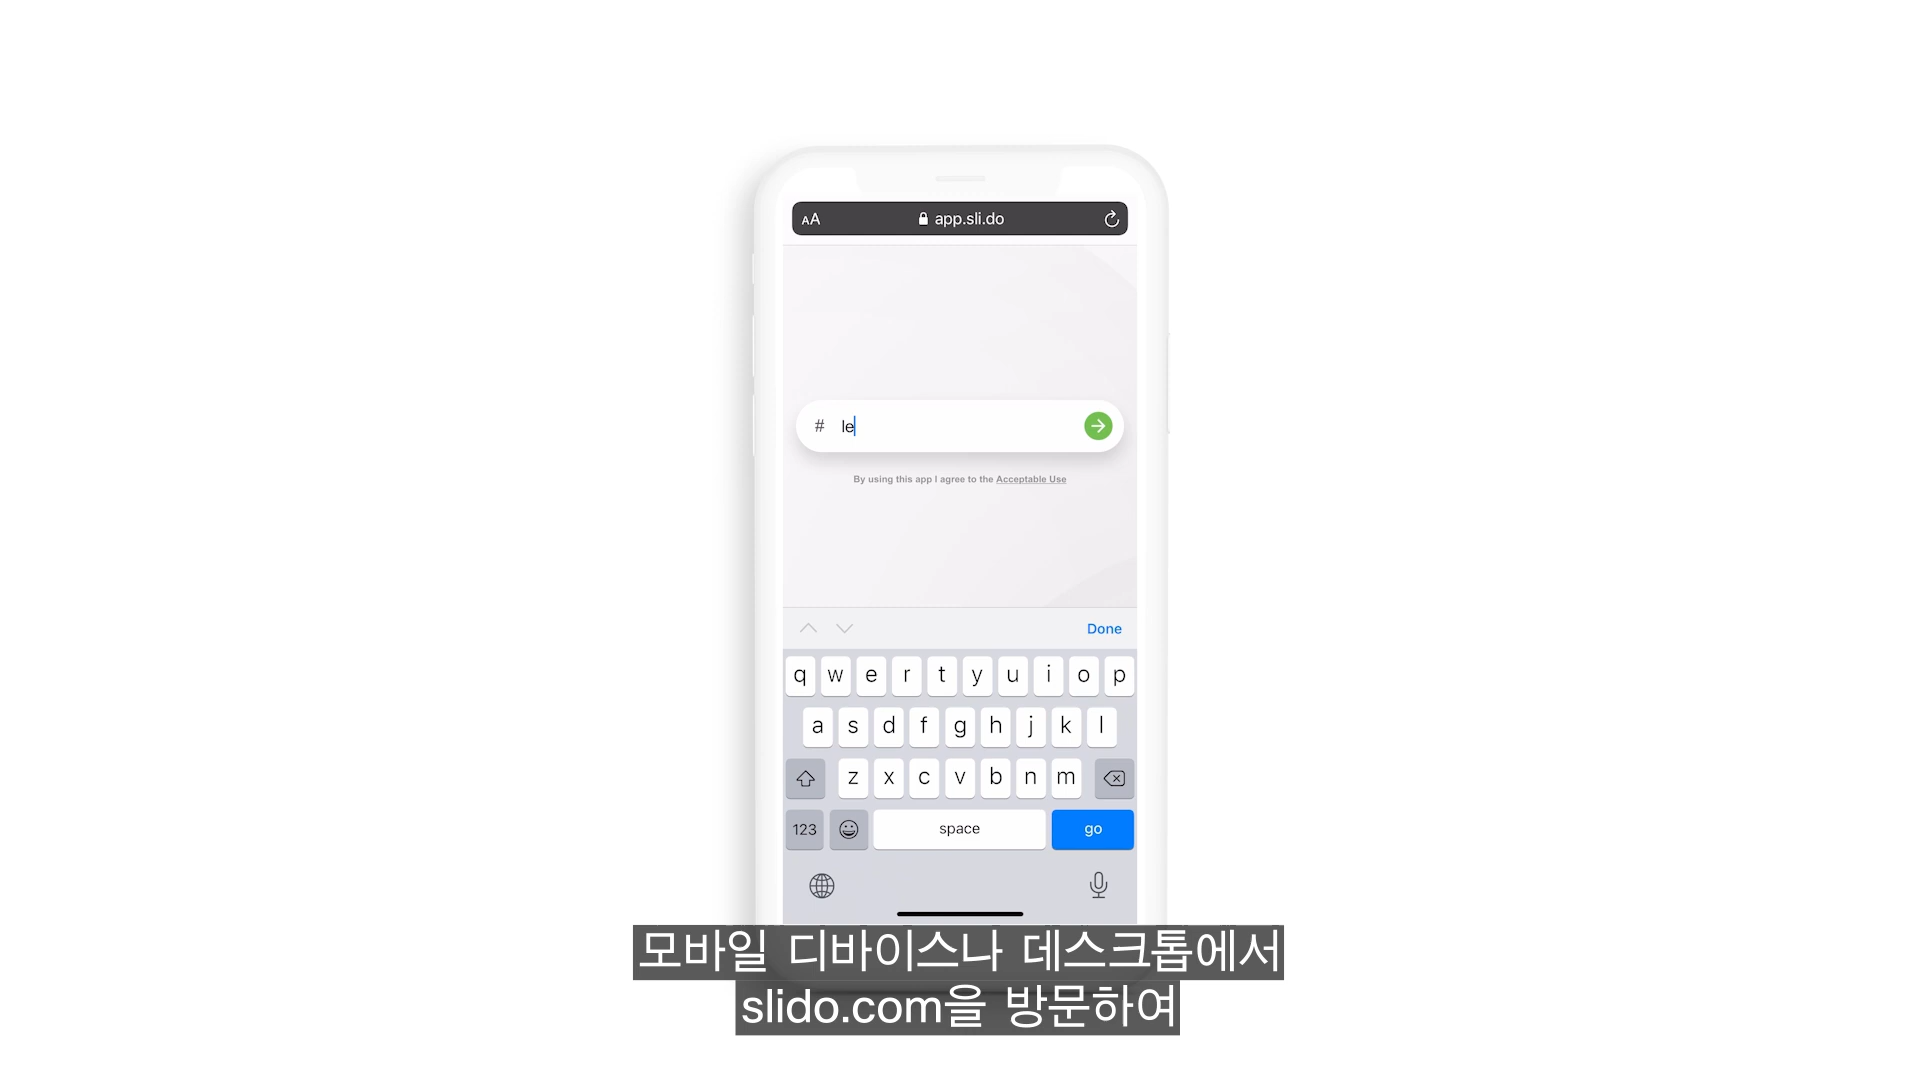 AA app.sli.do
# le
By using this app I agree to the Acceptable Use
Done
q w e r t y u i o p
a s d f g h j k l
z x c v b n m
123 space go
모바일 디바이스나 데스크톱에서
slido.com을 방문하여